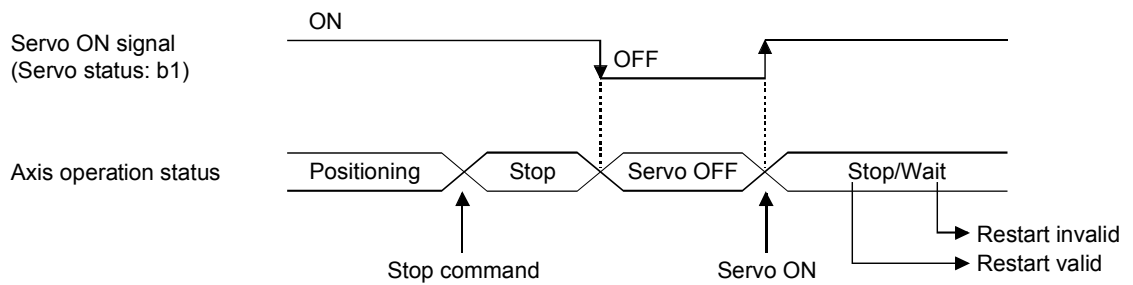 ON
Servo ON signal
(Servo status: b1)
OFF
Axis operation status
Positioning
Stop
Servo OFF
Stop/Wait
Restart invalid
Restart valid
Stop command
Servo ON